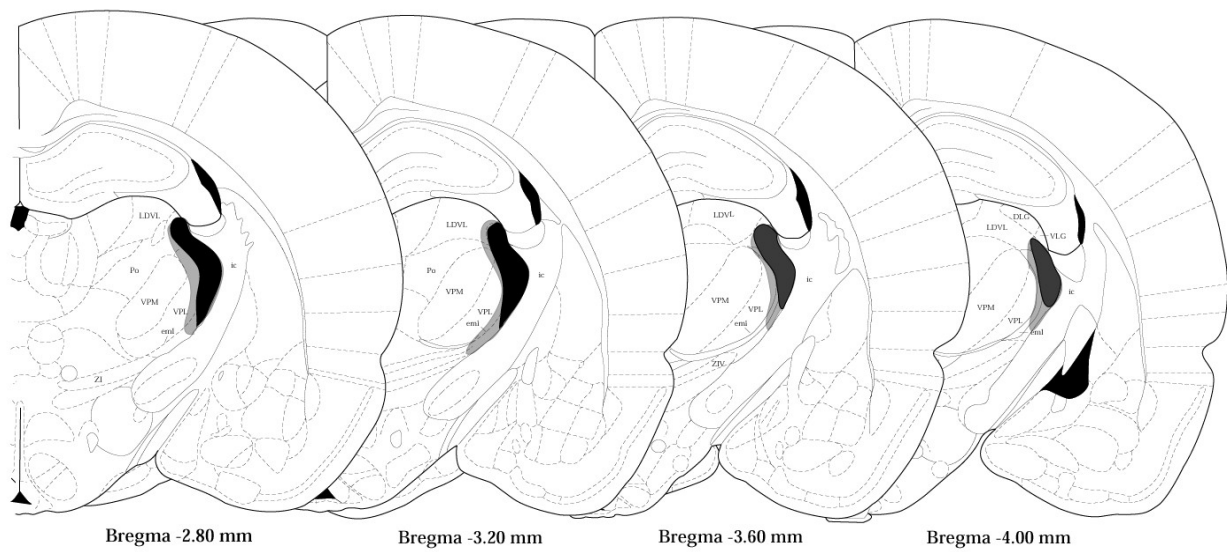 LDVL
Po
ic
VPM
VPL
eml
ZI
Bregma -2.80 mm
LDVL
Po
ic
VPM
VPL
eml
Bregma -3.20 mm
LDVL
ic
VPM
VPL
eml
ZIV
Bregma -3.60 mm
DLG
LDVL
VLG
ic
VPM
VPL
eml
Bregma -4.00 mm